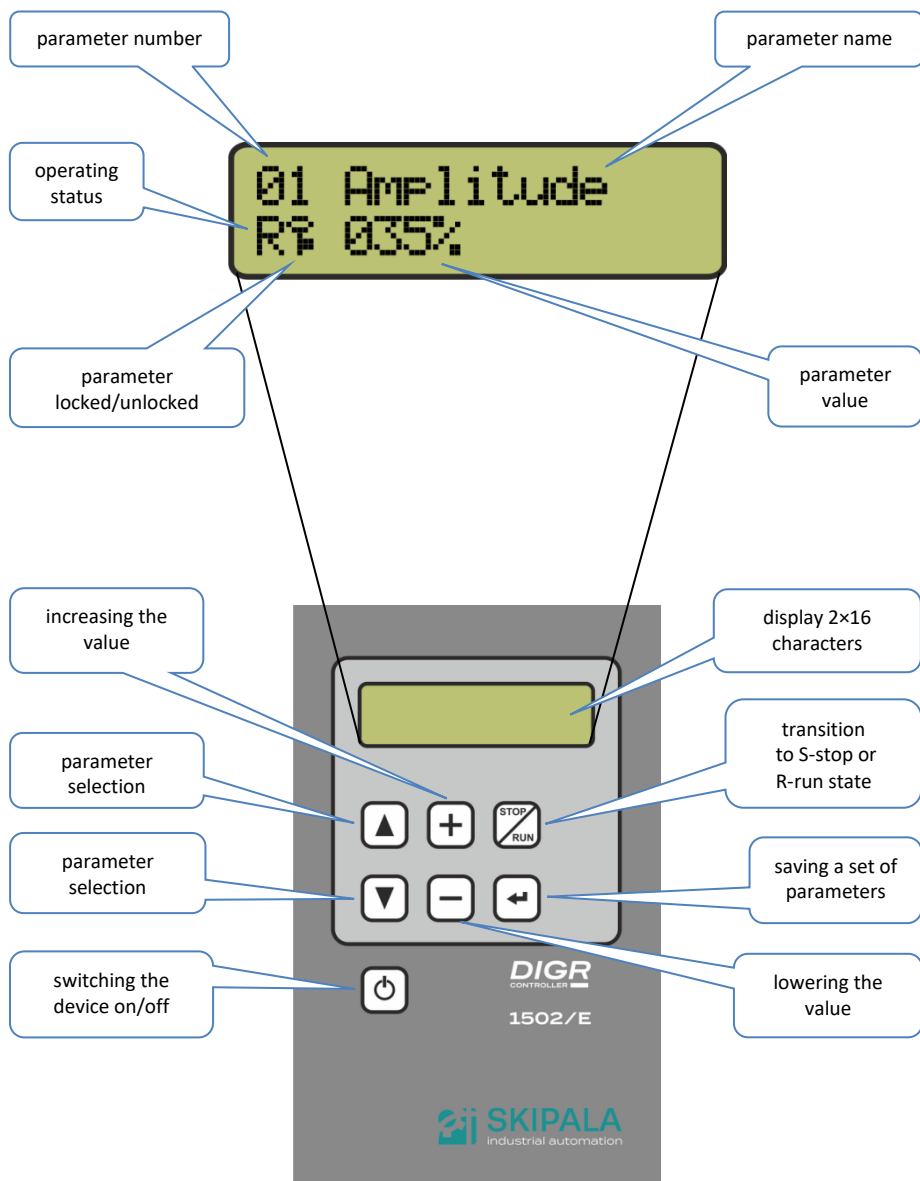 parameter number
parameter name
operating
status
01 Amplitude
R 035%
parameter
locked/unlocked
parameter
value
increasing the
value
display 2×16
characters
parameter
selection
transition
to S-stop or
R-run state
STOP
RUN
parameter
selection
saving a set of
parameters
switching the
device on/off
DIGR
CONTROLLER
1502/E
lowering the
value
SKIPALA
industrial automation